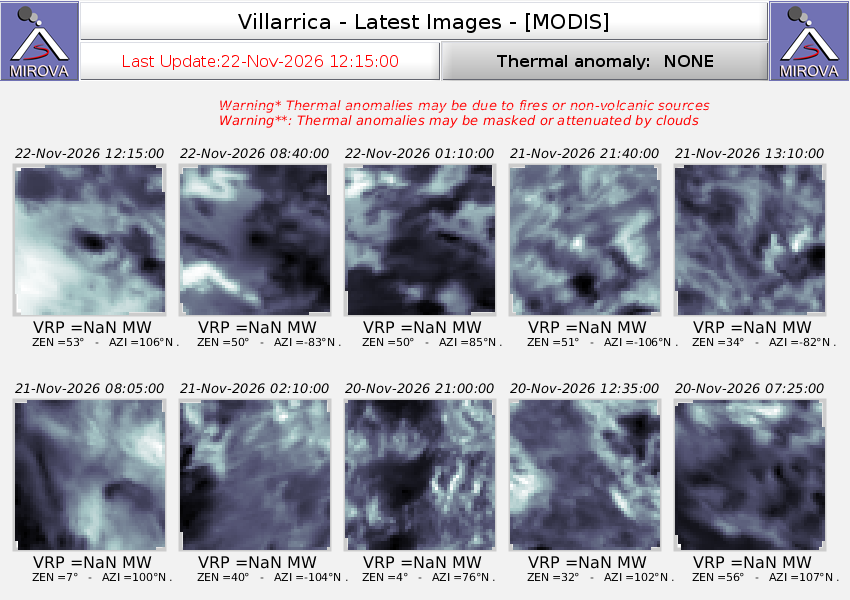 Villarrica - Latest Images - [MODIS]
MIROVA
Last Update:22-Nov-2026 12:15:00
Thermal anomaly: NONE
MIROVA
Warning* Thermal anomalies may be due to fires or non-volcanic sources
Warning**: Thermal anomalies may be masked or attenuated by clouds
22-Nov-2026 12:15:00
22-Nov-2026 08:40:00
22-Nov-2026 01:10:00
21-Nov-2026 21:40:00
21-Nov-2026 13:10:00
VRP =NaN MW
VRP =NaN MW
VRP =NaN MW
VRP =NaN MW
VRP =NaN MW
ZEN =53° - AZI =106°N .
ZEN =50° - AZI =-83°N .
ZEN =50° - AZI =85°N .
ZEN =51° - AZI =-106°N .
ZEN =34° - AZI =-82°N .
21-Nov-2026 08:05:00
21-Nov-2026 02:10:00
20-Nov-2026 21:00:00
20-Nov-2026 12:35:00
20-Nov-2026 07:25:00
VRP =NaN MW
VRP =NaN MW
VRP =NaN MW
VRP =NaN MW
VRP =NaN MW
ZEN =7° - AZI =100°N .
ZEN =40° - AZI =-104°N .
ZEN =4° - AZI =76°N .
ZEN =32° - AZI =102°N .
ZEN =56° - AZI =107°N .